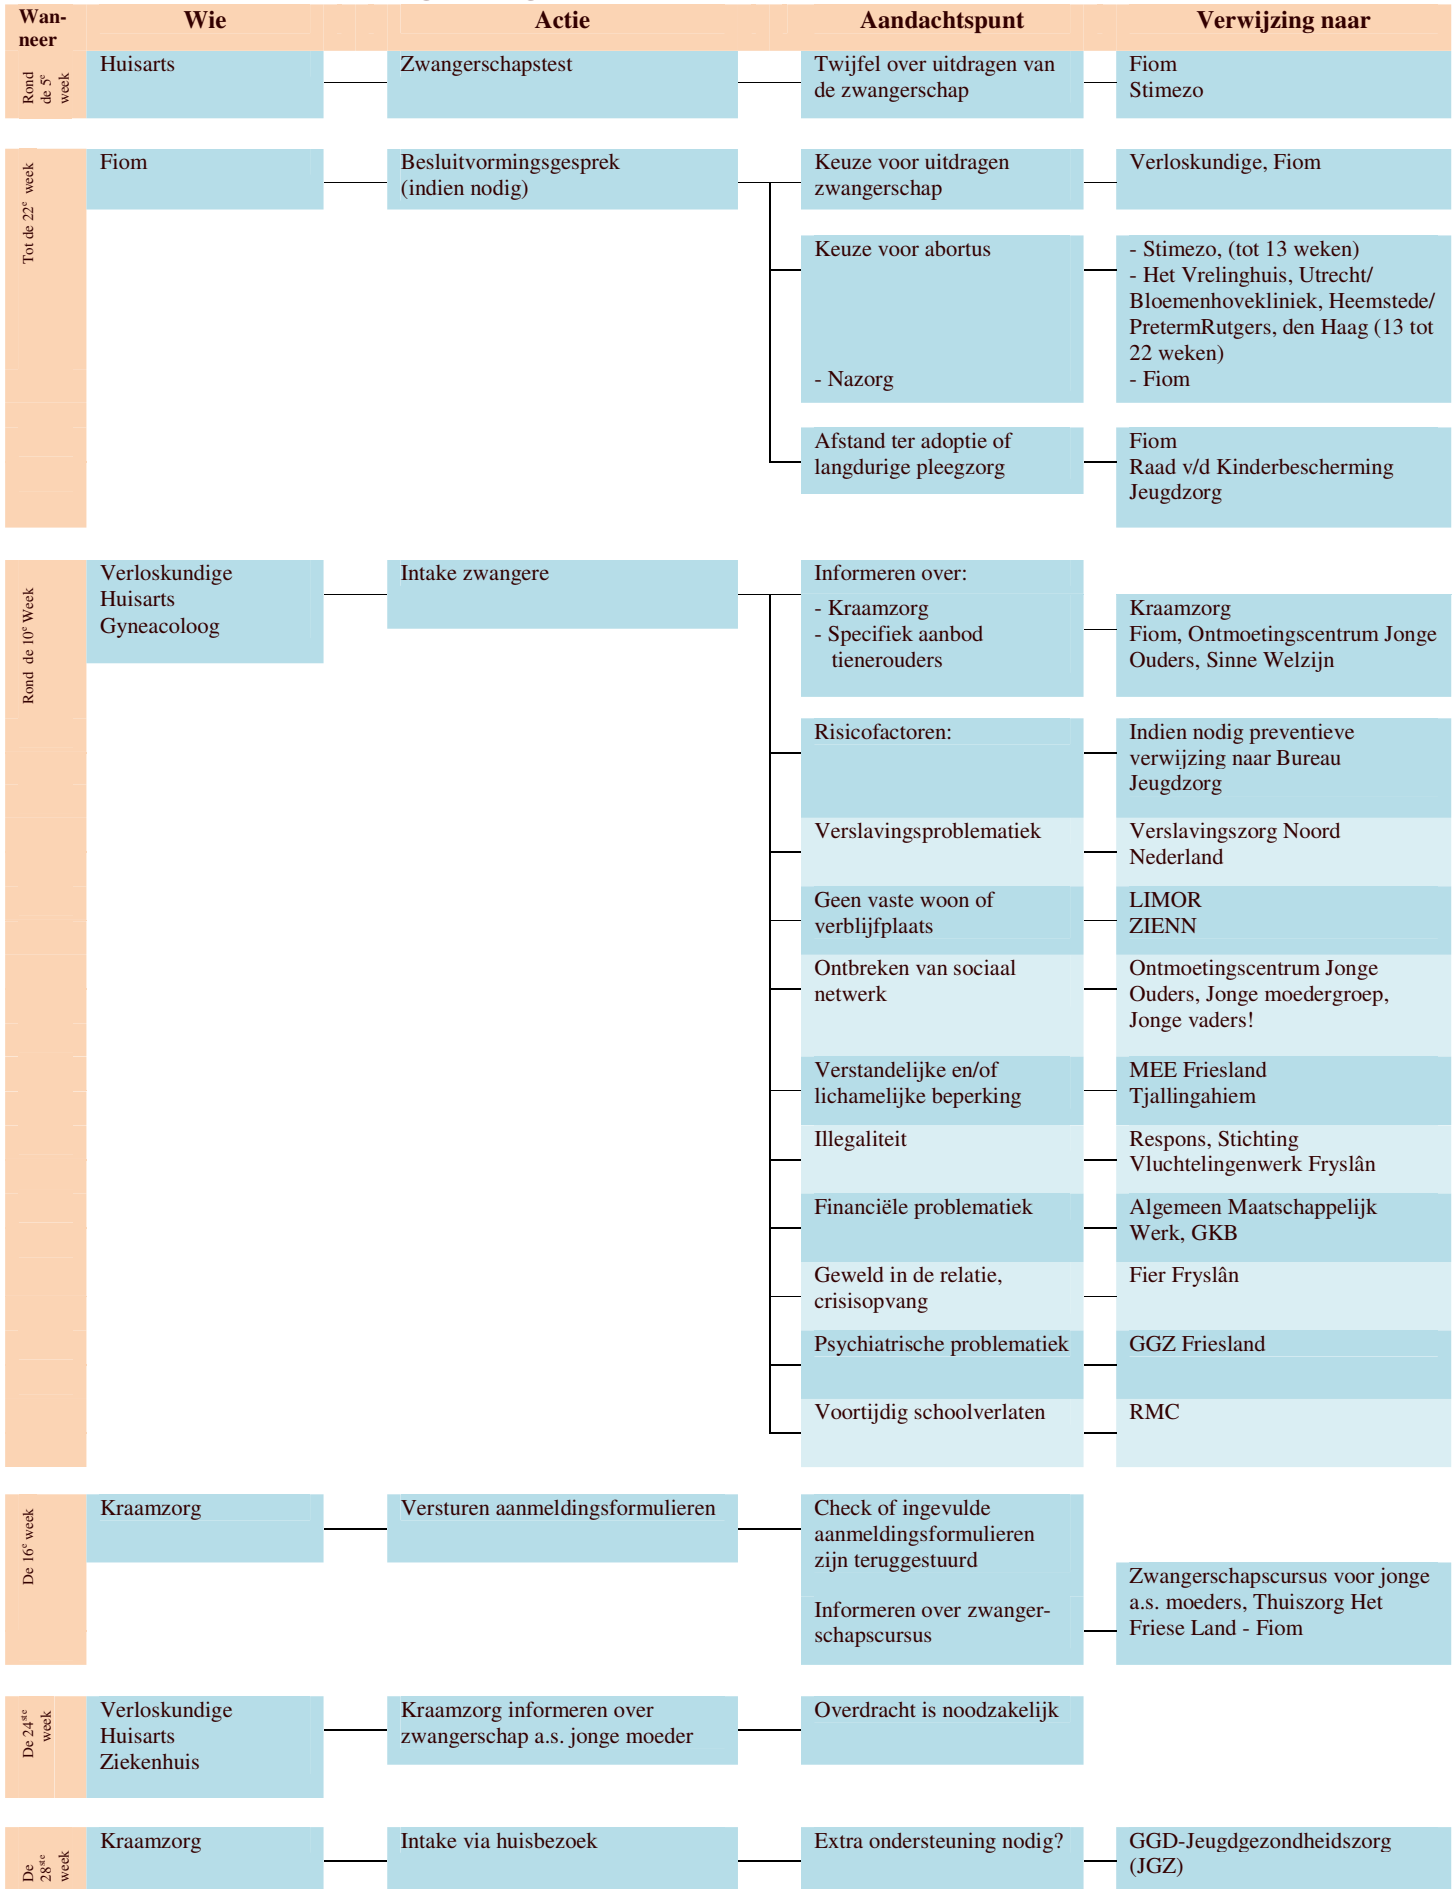 Wan-
neer
Wie
Actie
Aandachtspunt
Verwijzing naar
Rond
de 5e
week
Huisarts
Zwangerschapstest
Twijfel over uitdragen van
de zwangerschap
Fiom
Stimezo
Tot de 22e week
Fiom
Besluitvormingsgesprek
(indien nodig)
Keuze voor uitdragen
zwangerschap
Verloskundige, Fiom
Keuze voor abortus
- Nazorg
- Stimezo, (tot 13 weken)
- Het Vrelinghuis, Utrecht/
Bloemenhovekliniek, Heemstede/
PretermRutgers, den Haag (13 tot
22 weken)
- Fiom
Afstand ter adoptie of
langdurige pleegzorg
Fiom
Raad v/d Kinderbescherming
Jeugdzorg
Rond de 10e Week
Verloskundige
Huisarts
Gyneacoloog
Intake zwangere
Informeren over:
- Kraamzorg
- Specifiek aanbod
tienerouders
Kraamzorg
Fiom, Ontmoetingscentrum Jonge
Ouders, Sinne Welzijn
Risicofactoren:
Indien nodig preventieve
verwijzing naar Bureau
Jeugdzorg
Verslavingsproblematiek
Verslavingszorg Noord
Nederland
Geen vaste woon of
verblijfplaats
LIMOR
ZIENN
Ontbreken van sociaal
netwerk
Ontmoetingscentrum Jonge
Ouders, Jonge moedergroep,
Jonge vaders!
Verstandelijke en/of
lichamelijke beperking
MEE Friesland
Tjallingahiem
Illegaliteit
Respons, Stichting
Vluchtelingenwerk Fryslân
Financiële problematiek
Algemeen Maatschappelijk
Werk, GKB
Geweld in de relatie,
crisisopvang
Fier Fryslân
Psychiatrische problematiek
GGZ Friesland
Voortijdig schoolverlaten
RMC
De 16e week
Kraamzorg
Versturen aanmeldingsformulieren
Check of ingevulde
aanmeldingsformulieren
zijn teruggestuurd
Informeren over zwanger-
schapscursus
Zwangerschapscursus voor jonge
a.s. moeders, Thuiszorg Het
Friese Land - Fiom
De 24ste
week
Verloskundige
Huisarts
Ziekenhuis
Kraamzorg informeren over
zwangerschap a.s. jonge moeder
Overdracht is noodzakelijk
De
28ste
week
Kraamzorg
Intake via huisbezoek
Extra ondersteuning nodig?
GGD-Jeugdgezondheidszorg
(JGZ)